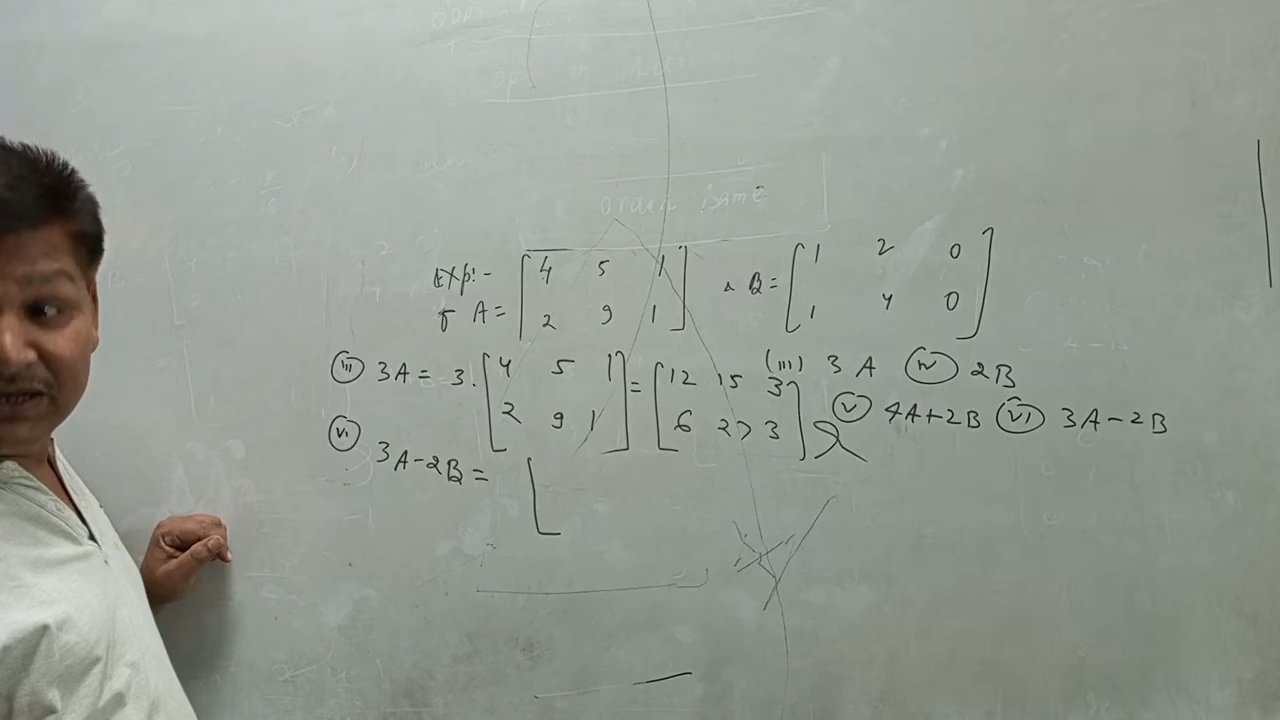 order same
Exp:-
A = [ 4 5 1
2 9 1 ]
B = [ 1 2 0
1 4 0 ]
(iii) 3A (iv) 2B
(v) 4A+2B (vi) 3A-2B
(iii) 3A = 3. [ 4 5 1
2 9 1 ] = [ 12 15 3
6 27 3 ]
(vi) 3A-2B = [